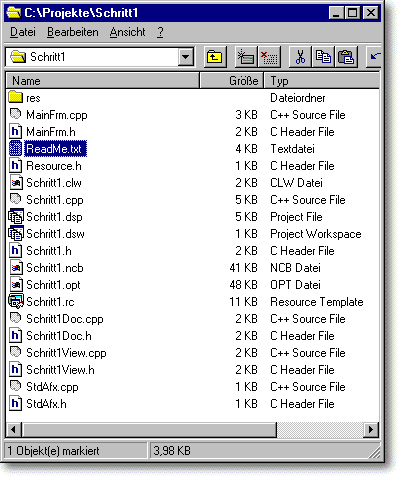 C:\Projekte\Schritt1
Datei Bearbeiten Ansicht ?
Schritt1
Name Größe Typ
res Dateiordner
MainFrm.cpp 3 KB C++ Source File
MainFrm.h 2 KB C Header File
ReadMe.txt 4 KB Textdatei
Resource.h 1 KB C Header File
Schritt1.clw 2 KB CLW Datei
Schritt1.cpp 5 KB C++ Source File
Schritt1.dsp 5 KB Project File
Schritt1.dsw 1 KB Project Workspace
Schritt1.h 2 KB C Header File
Schritt1.ncb 41 KB NCB Datei
Schritt1.opt 48 KB OPT Datei
Schritt1.rc 11 KB Resource Template
Schritt1Doc.cpp 2 KB C++ Source File
Schritt1Doc.h 2 KB C Header File
Schritt1View.cpp 2 KB C++ Source File
Schritt1View.h 2 KB C Header File
StdAfx.cpp 1 KB C++ Source File
StdAfx.h 1 KB C Header File
1 Objekt(e) markiert 3,98 KB